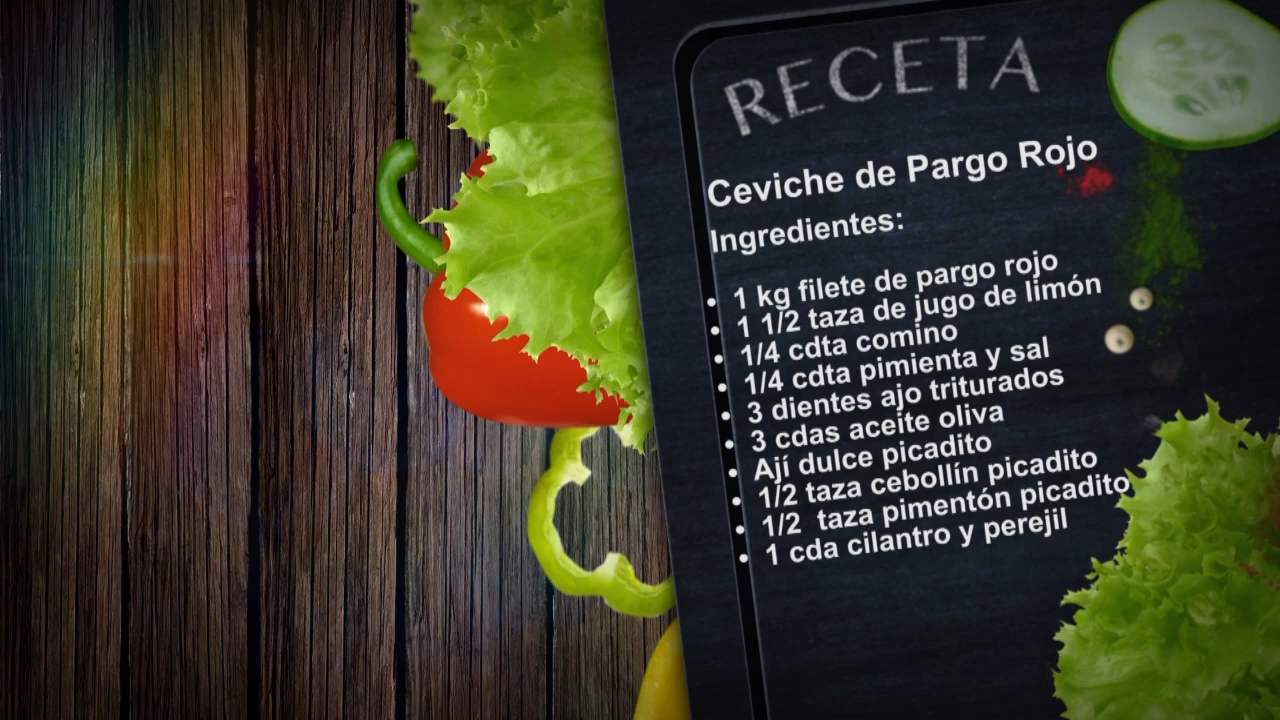 RECETA
Ceviche de Pargo Rojo
Ingredientes:
• 1 kg filete de pargo rojo
• 1 1/2 taza de jugo de limón
• 1/4 cdta comino
• 1/4 cdta pimienta y sal
• 3 dientes ajo triturados
• 3 cdas aceite oliva
• Ají dulce picadito
• 1/2 taza cebollín picadito
• 1/2  taza pimentón picadito
• 1 cda cilantro y perejil